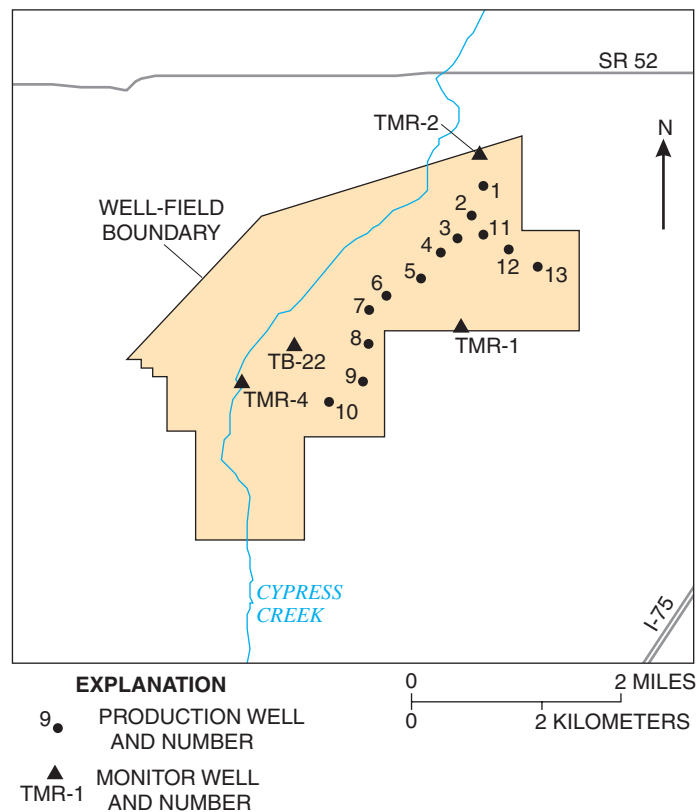 SR 52
TMR-2
N
1
WELL-FIELD
BOUNDARY
2
11
3
4
12
13
5
6
7
TMR-1
8
TB-22
9
TMR-4
10
CYPRESS
CREEK
I-75
EXPLANATION
9
PRODUCTION WELL
AND NUMBER
TMR-1
MONITOR WELL
AND NUMBER
0
2 MILES
0
2 KILOMETERS